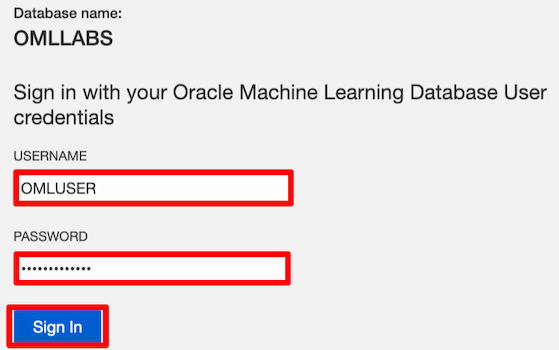 Database name:
OMLLABS
Sign in with your Oracle Machine Learning Database User
credentials
USERNAME
OMLUSER
PASSWORD
•••••••••••••
Sign In